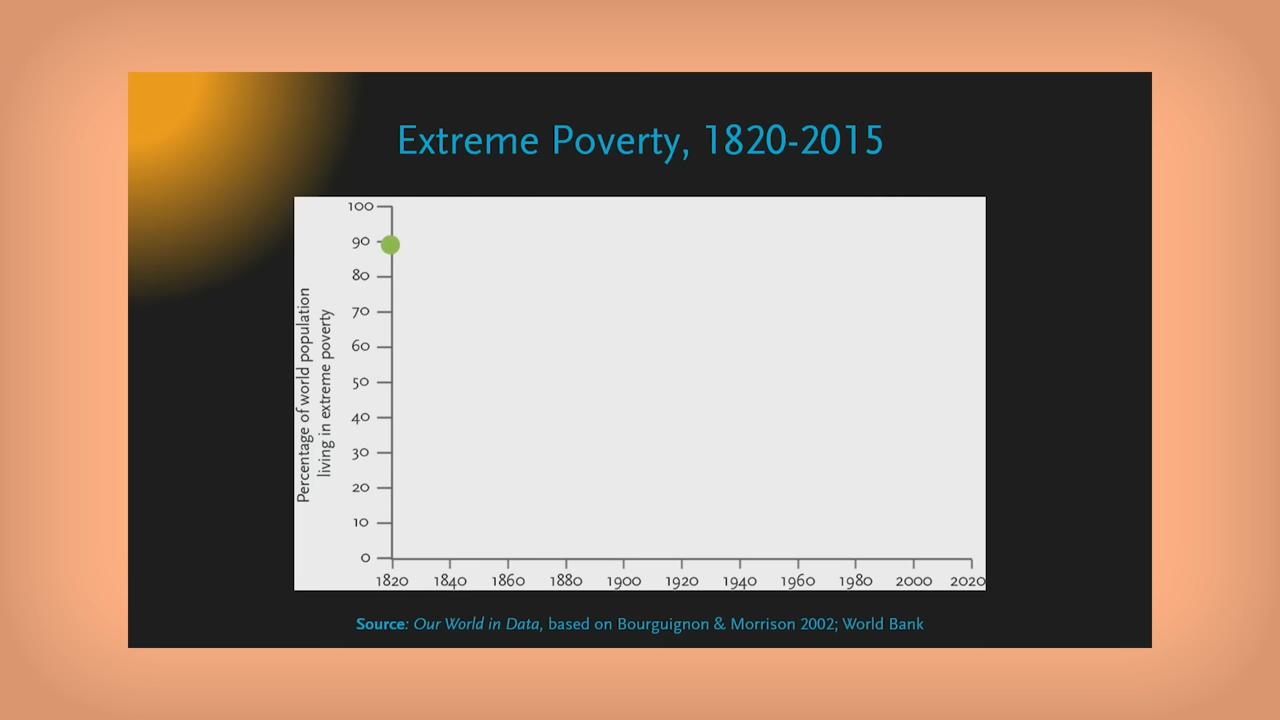 Extreme Poverty, 1820-2015
Percentage of world population
living in extreme poverty
100
90
80
70
60
50
40
30
20
10
0
1820 1840 1860 1880 1900 1920 1940 1960 1980 2000 2020
Source: Our World in Data, based on Bourguignon & Morrison 2002; World Bank